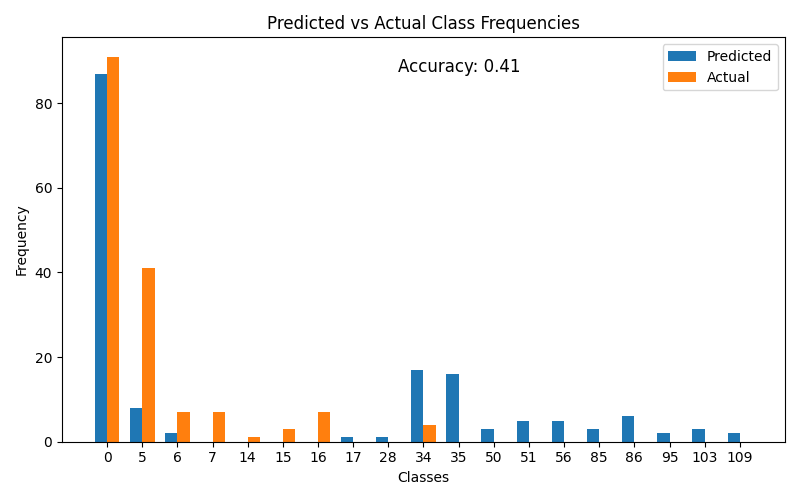 Predicted vs Actual Class Frequencies
Accuracy: 0.41
Predicted
Actual
Frequency
80
60
40
20
0
0 5 6 7 14 15 16 17 28 34 35 50 51 56 85 86 95 103 109
Classes